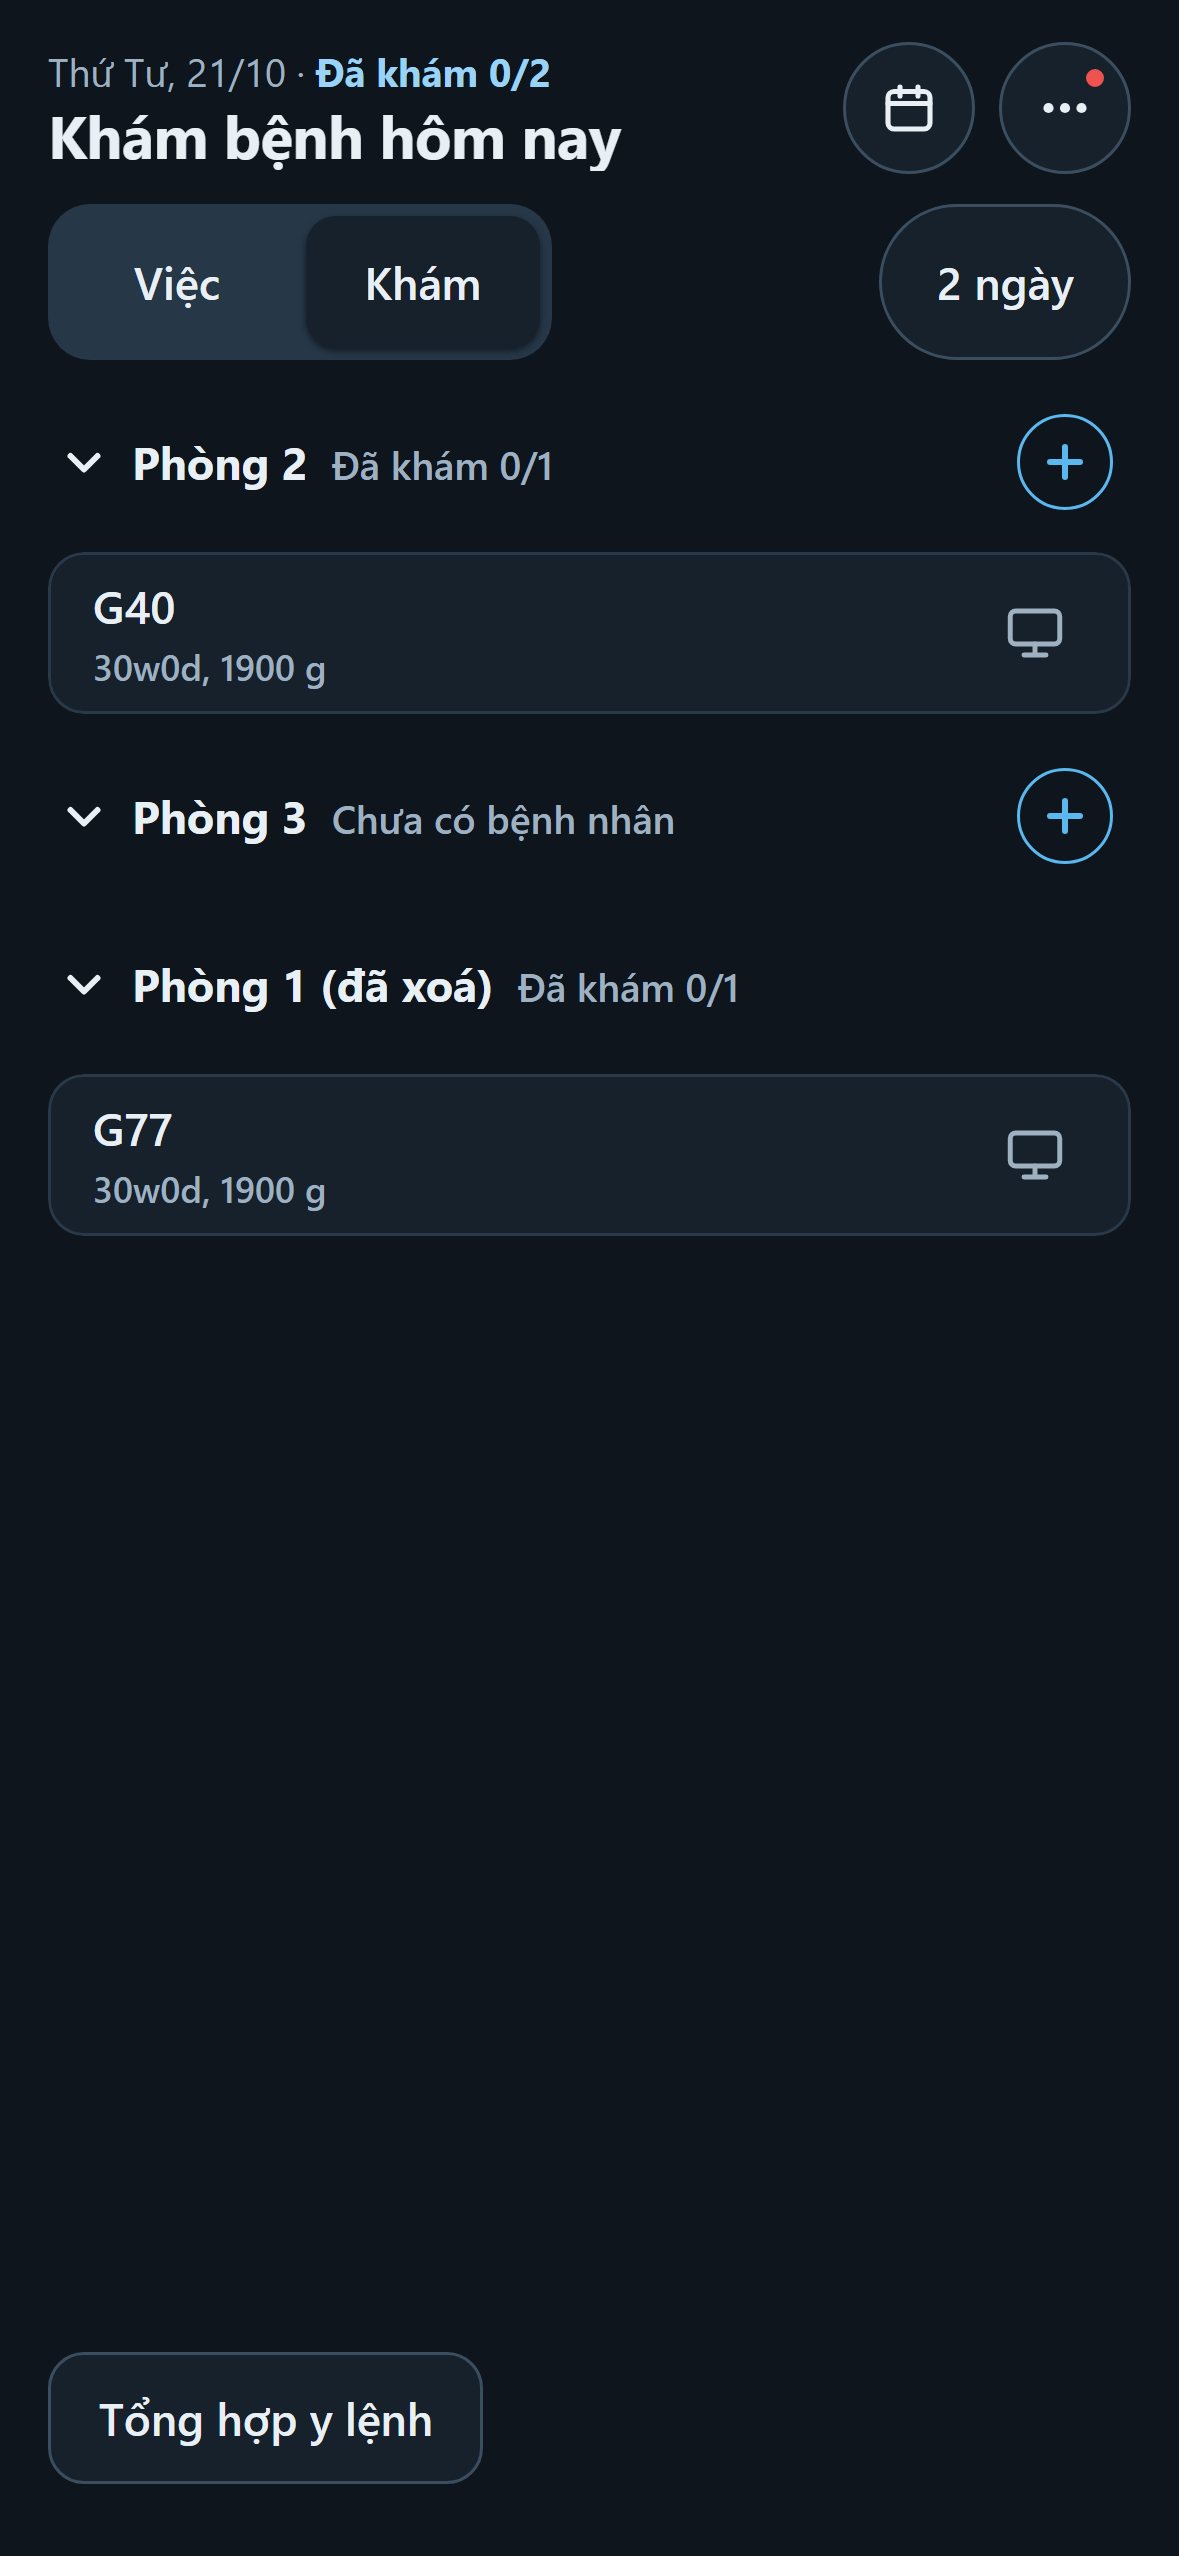 Thứ Tư, 21/10 · Đã khám 0/2
Khám bệnh hôm nay
Việc
Khám
2 ngày
Phòng 2 Đã khám 0/1
G40
30w0d, 1900 g
Phòng 3 Chưa có bệnh nhân
Phòng 1 (đã xoá) Đã khám 0/1
G77
30w0d, 1900 g
Tổng hợp y lệnh